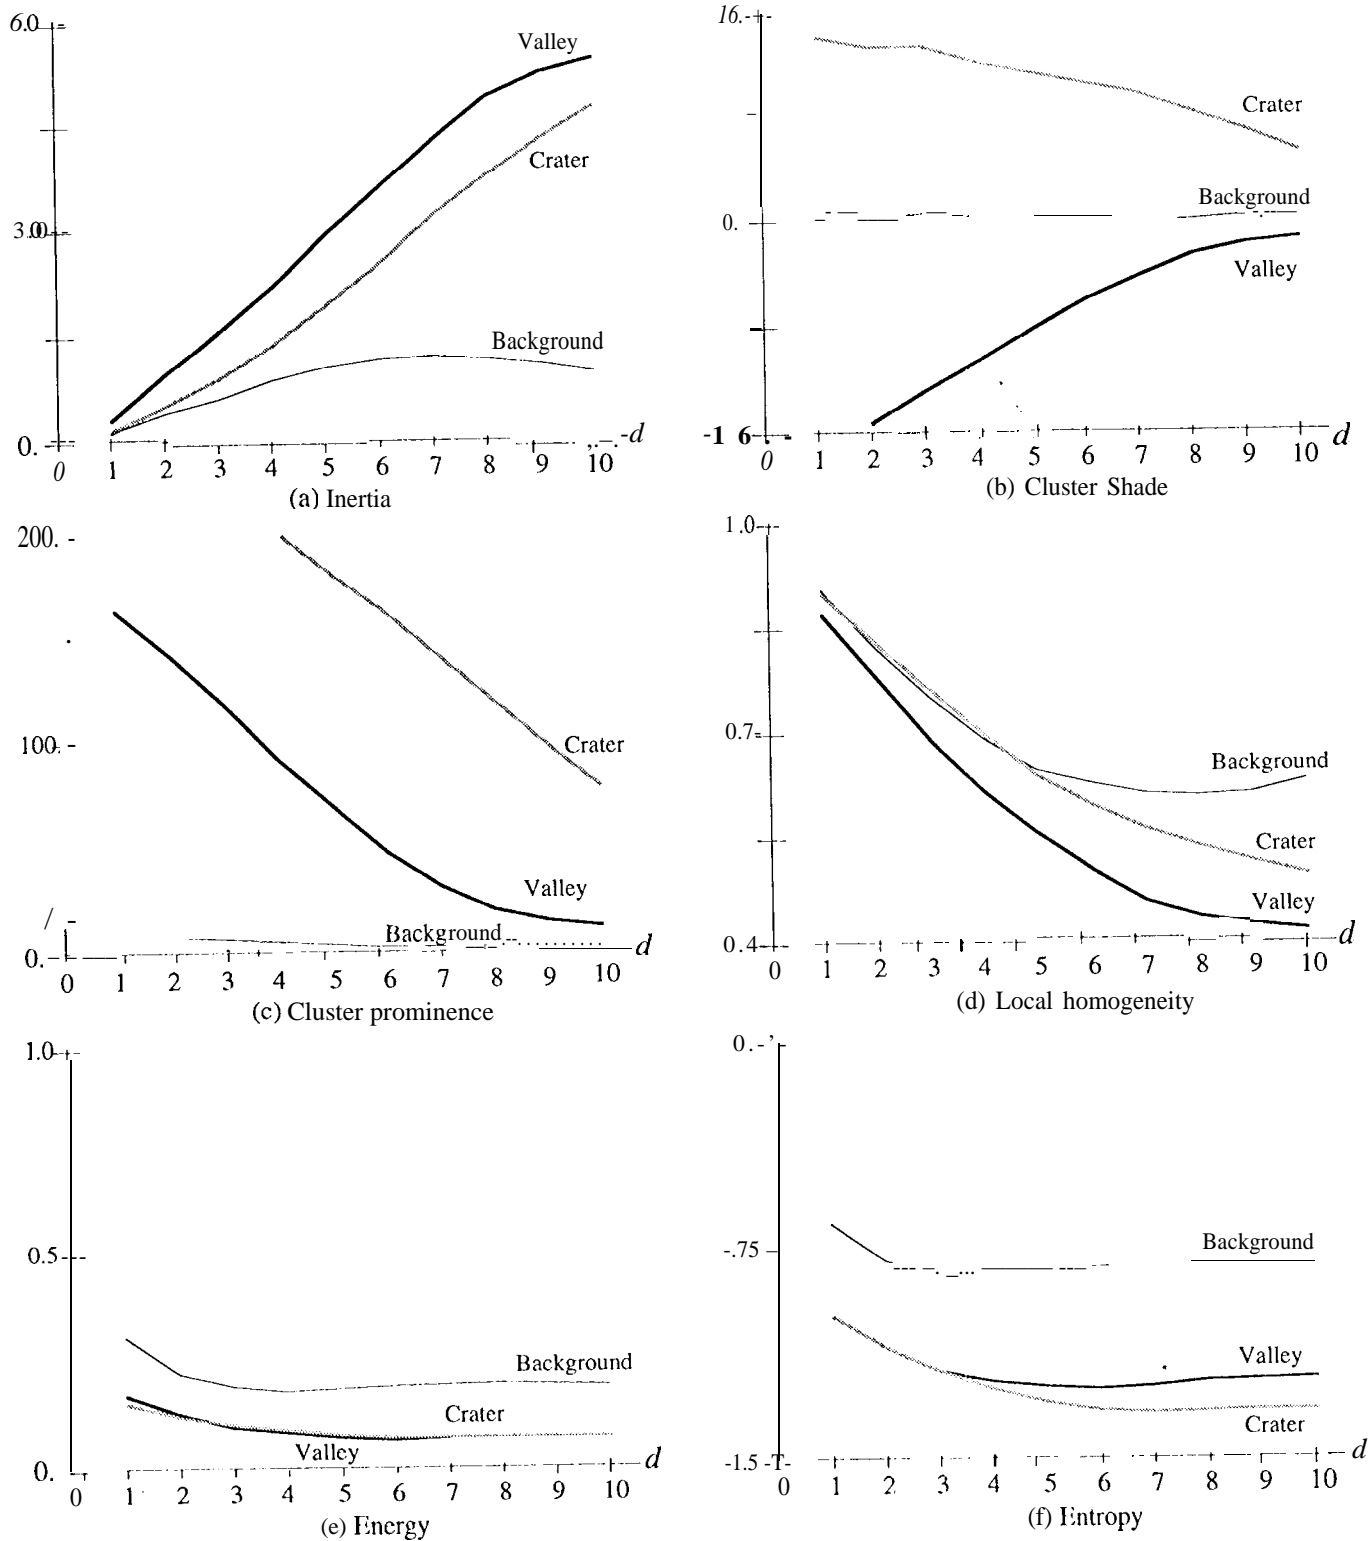 6.0
Valley
Crater
3.0
Background
0.
d
0 1 2 3 4 5 6 7 8 9 10
(a) Inertia
16.
Crater
Background
0.
Valley
-1 6
d
0 1 2 3 4 5 6 7 8 9 10
(b) Cluster Shade
200.
100.
Crater
Valley
Background
0.
d
0 1 2 3 4 5 6 7 8 9 10
(c) Cluster prominence
1.0
0.7
Background
Crater
Valley
0.4
d
0 1 2 3 4 5 6 7 8 9 10
(d) Local homogeneity
1.0
0.5
Background
Crater
Valley
0.
d
0 1 2 3 4 5 6 7 8 9 10
(e) Energy
0.
-.75
Background
Valley
Crater
-1.5
d
0 1 2 3 4 5 6 7 8 9 10
(f) Entropy